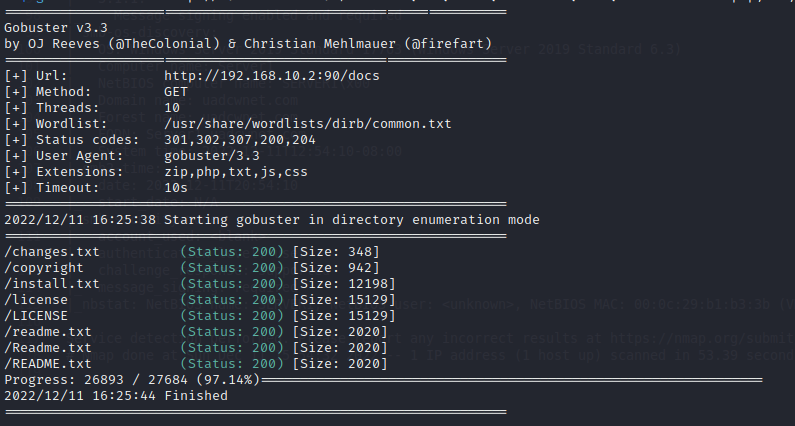 Gobuster v3.3
by OJ Reeves (@TheColonial) & Christian Mehlmauer (@firefart)
[+] Url: http://192.168.10.2:90/docs
[+] Method: GET
[+] Threads: 10
[+] Wordlist: /usr/share/wordlists/dirb/common.txt
[+] Status codes: 301,302,307,200,204
[+] User Agent: gobuster/3.3
[+] Extensions: zip,php,txt,js,css
[+] Timeout: 10s
2022/12/11 16:25:38 Starting gobuster in directory enumeration mode
/changes.txt (Status: 200) [Size: 348]
/copyright (Status: 200) [Size: 942]
/install.txt (Status: 200) [Size: 12198]
/license (Status: 200) [Size: 15129]
/LICENSE (Status: 200) [Size: 15129]
/readme.txt (Status: 200) [Size: 2020]
/Readme.txt (Status: 200) [Size: 2020]
/README.txt (Status: 200) [Size: 2020]
Progress: 26893 / 27684 (97.14%)
2022/12/11 16:25:44 Finished